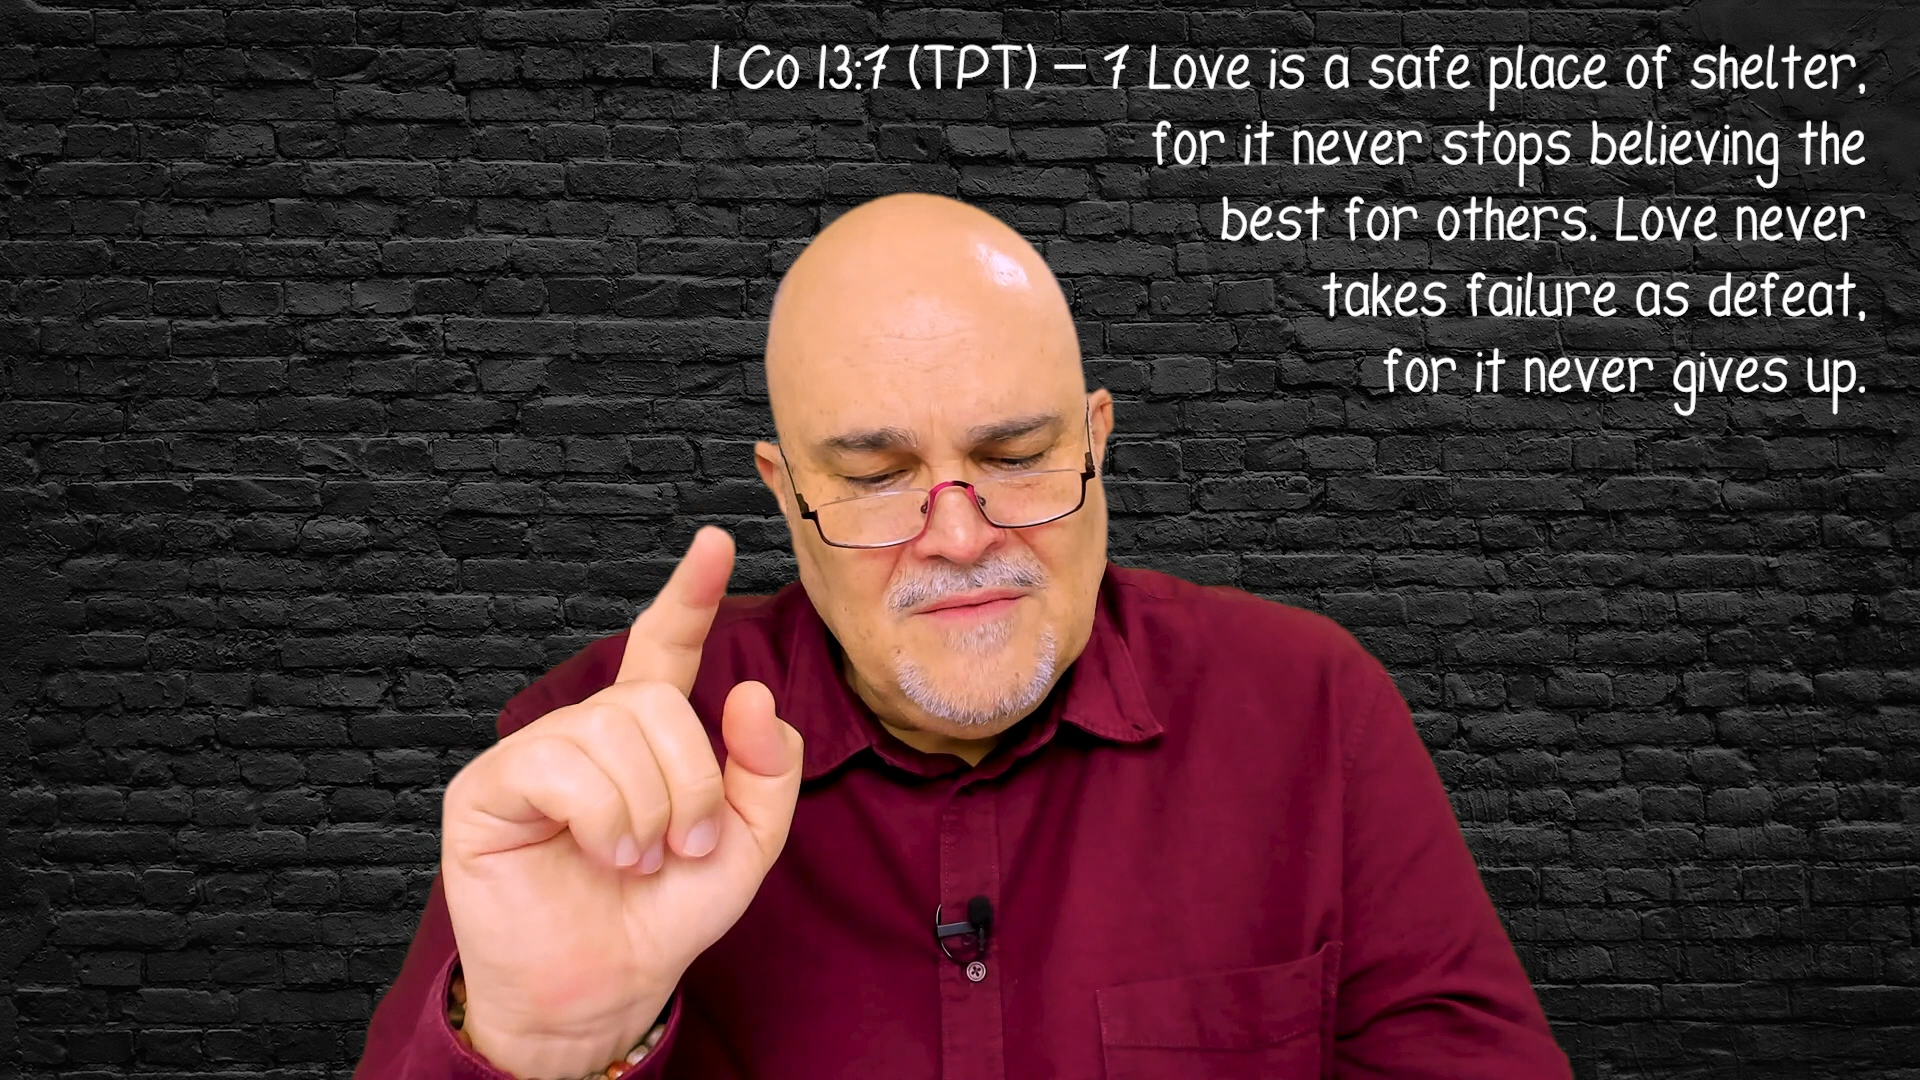 1 Co 13:7 (TPT) – 7 Love is a safe place of shelter,
for it never stops believing the
best for others. Love never
takes failure as defeat,
for it never gives up.